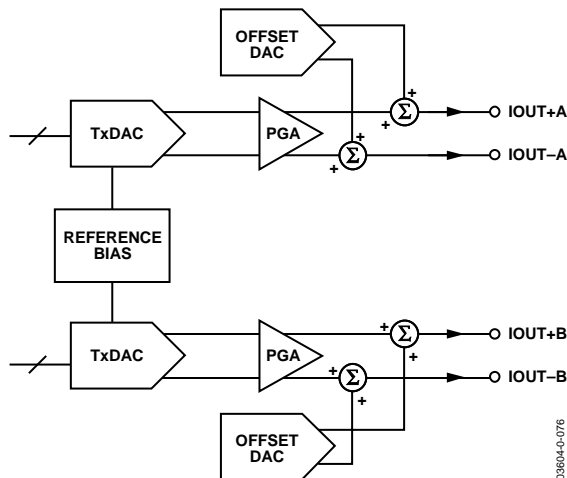 OFFSET
DAC
+
+
TxDAC
PGA
Σ
IOUT+A
+
+
Σ
IOUT–A
REFERENCE
BIAS
TxDAC
PGA
+
Σ
IOUT+B
+
+
Σ
IOUT–B
+
OFFSET
DAC
03604-0-076